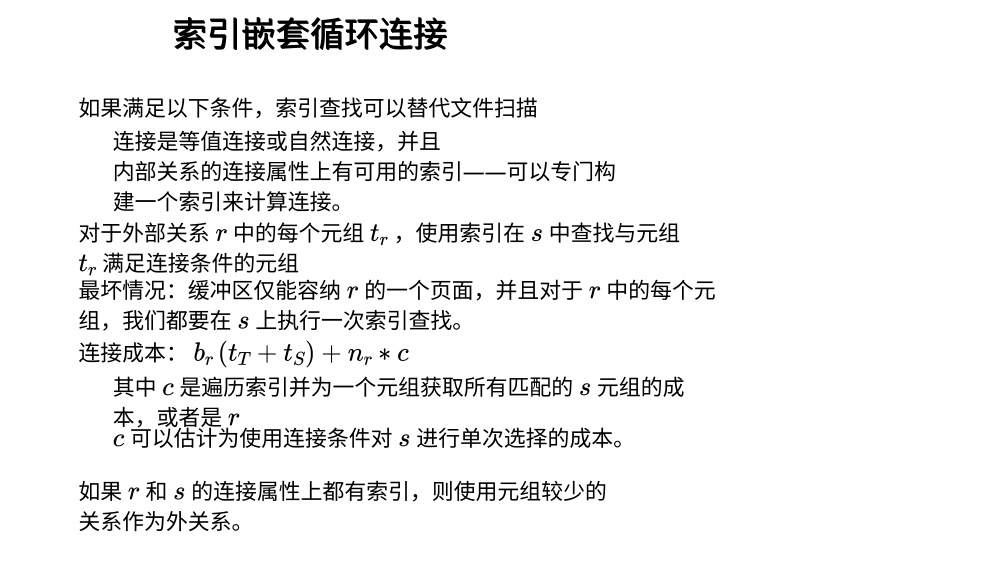 索引嵌套循环连接
如果满足以下条件，索引查找可以替代文件扫描
连接是等值连接或自然连接，并且
内部关系的连接属性上有可用的索引——可以专门构
建一个索引来计算连接。
对于外部关系 r 中的每个元组 t_r ，使用索引在 s 中查找与元组
t_r 满足连接条件的元组
最坏情况：缓冲区仅能容纳 r 的一个页面，并且对于 r 中的每个元
组，我们都要在 s 上执行一次索引查找。
连接成本： b_r (t_T + t_S) + n_r ∗ c
其中 c 是遍历索引并为一个元组获取所有匹配的 s 元组的成
本，或者是 r
c 可以估计为使用连接条件对 s 进行单次选择的成本。
如果 r 和 s 的连接属性上都有索引，则使用元组较少的
关系作为外关系。